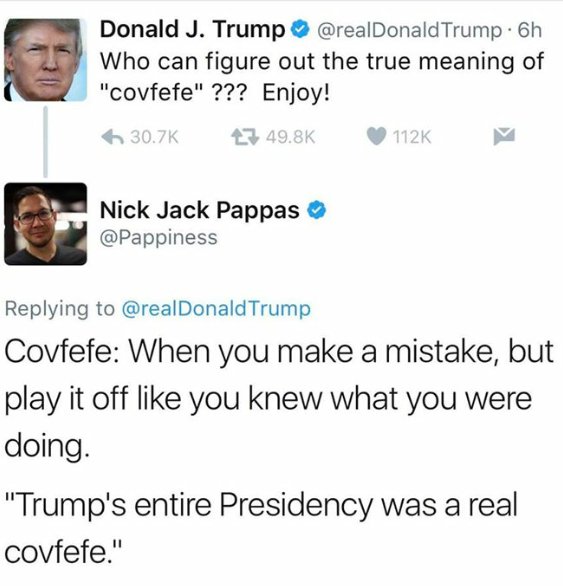 Donald J. Trump @realDonaldTrump · 6h
Who can figure out the true meaning of
"covfefe" ??? Enjoy!
30.7K 49.8K 112K
Nick Jack Pappas
@Pappiness
Replying to @realDonaldTrump
Covfefe: When you make a mistake, but
play it off like you knew what you were
doing.
"Trump's entire Presidency was a real
covfefe."